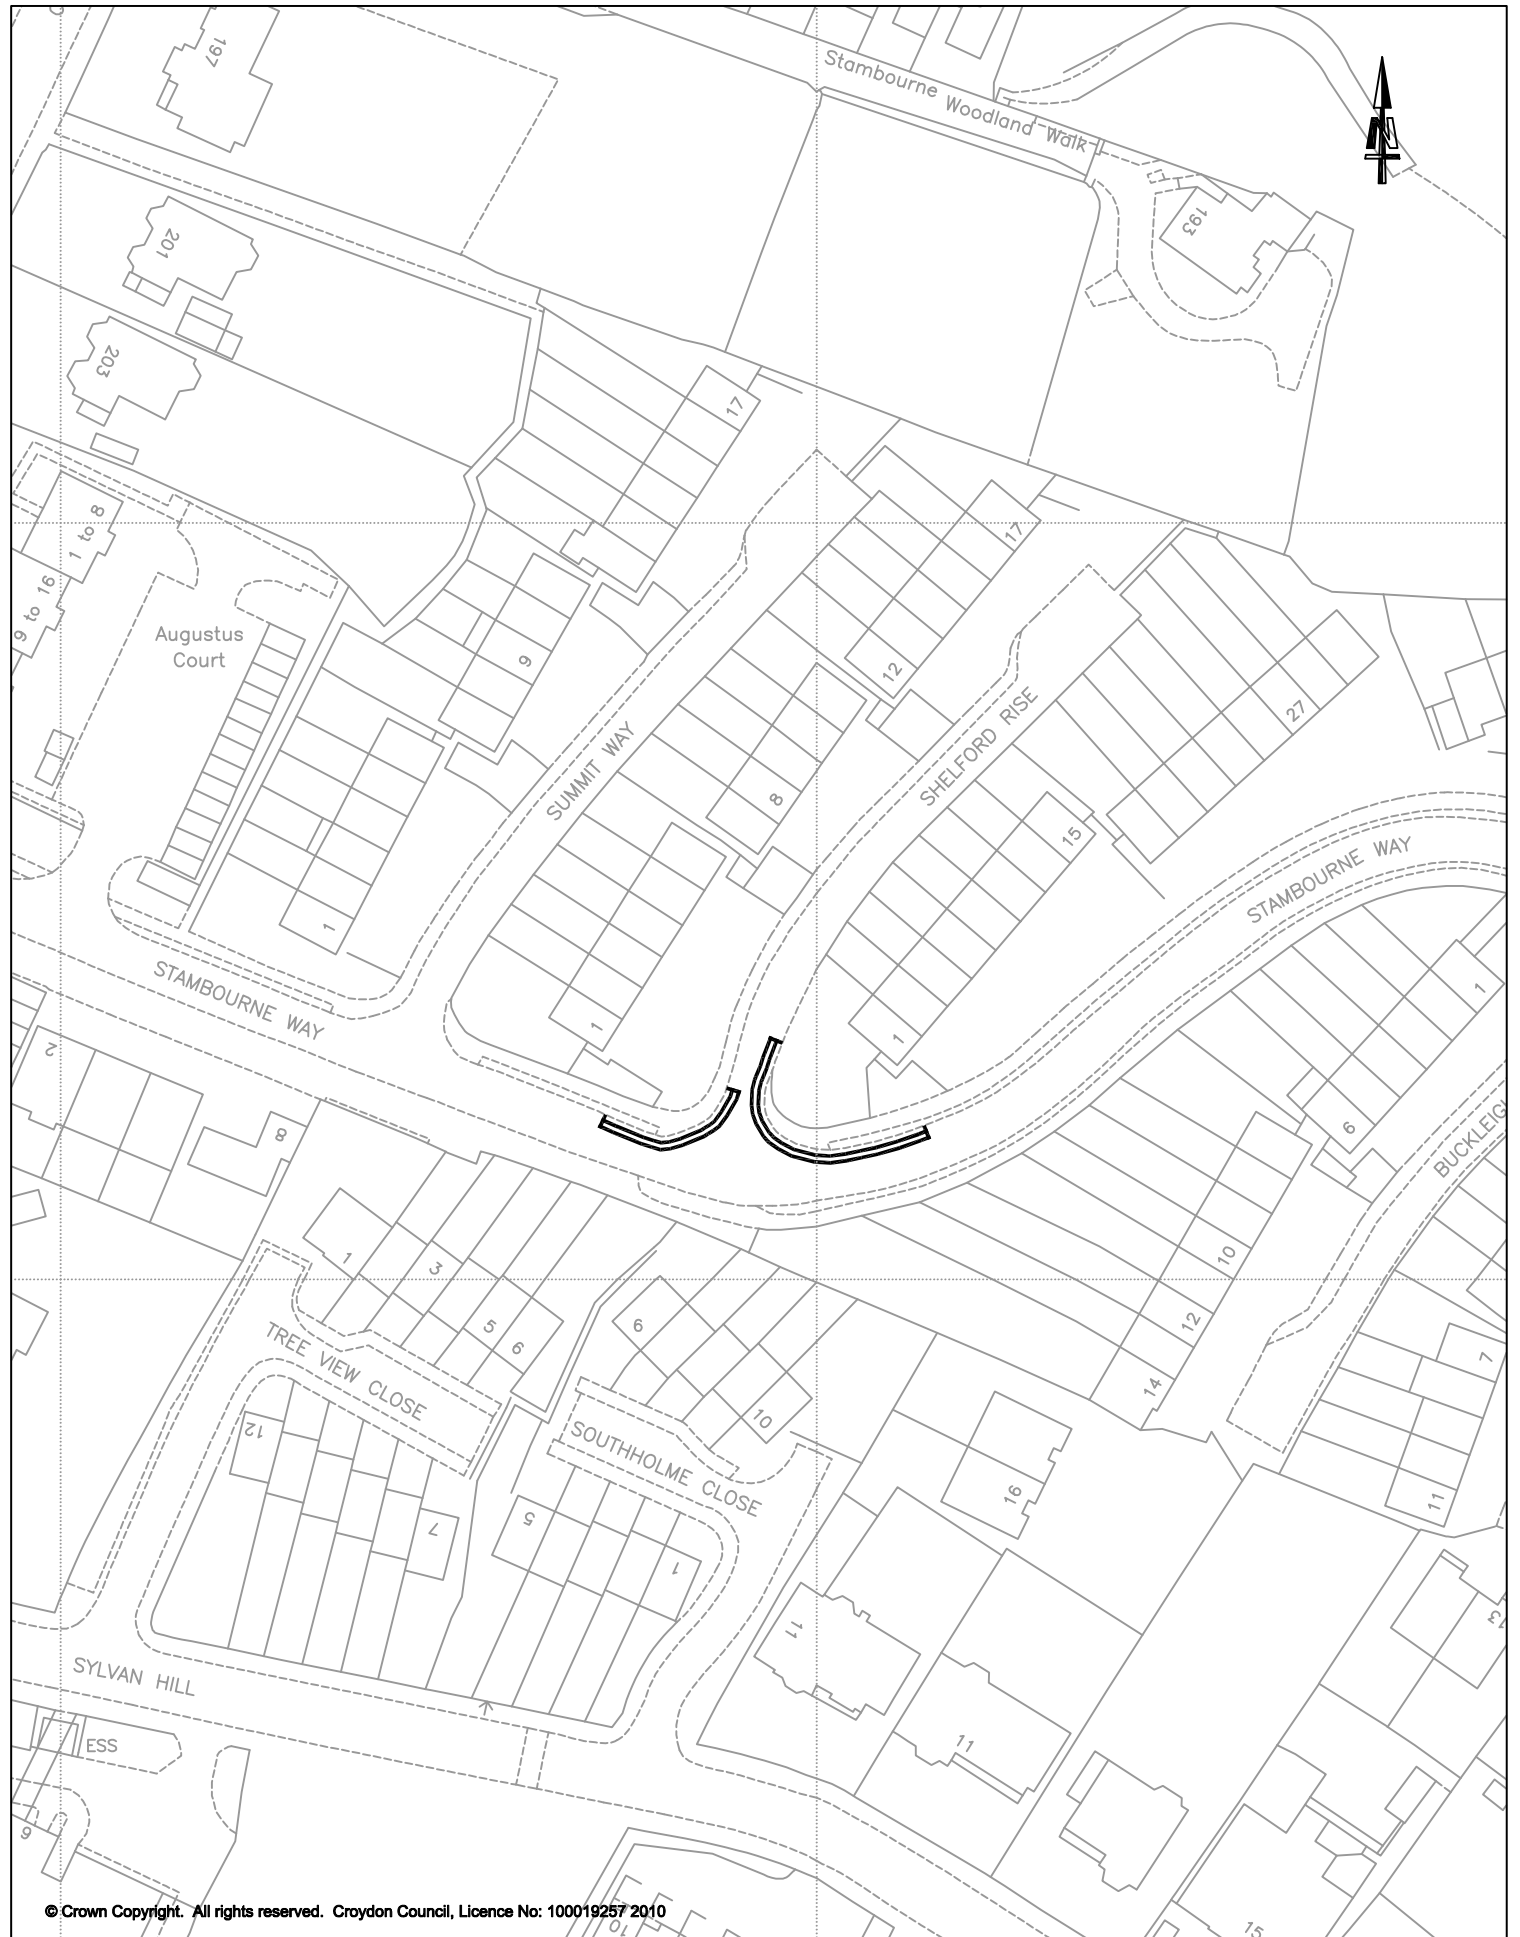 197
Stambourne Woodland Walk
N
201
193
203
17
1 to 8
17
9 to 16
Augustus
Court
9
12
SUMMIT WAY
SHELFORD RISE
27
8
15
STAMBOURNE WAY
1
STAMBOURNE WAY
1
1
1
2
8
6
BUCKLEIG
1
3
5
6
6
10
12
14
7
TREE VIEW CLOSE
10
12
SOUTHHOLME CLOSE
16
11
7
5
1
11
13
SYLVAN HILL
ESS
11
9
© Crown Copyright. All rights reserved. Croydon Council, Licence No: 100019257 2010
15